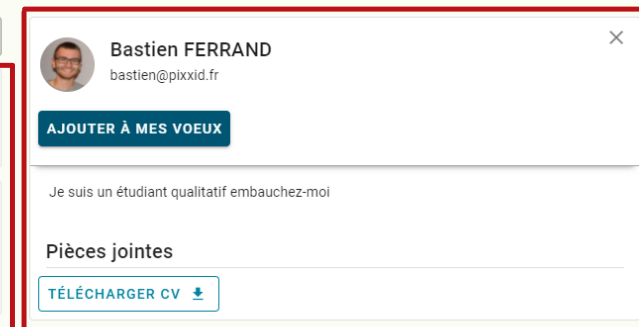 Bastien FERRAND
bastien@pixxid.fr
AJOUTER À MES VOEUX
Je suis un étudiant qualitatif embauchez-moi
Pièces jointes
TÉLÉCHARGER CV